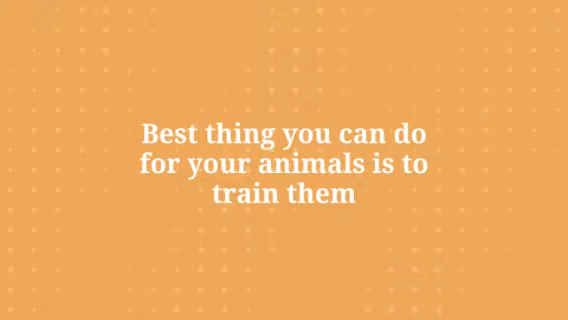 Best thing you can do
for your animals is to
train them